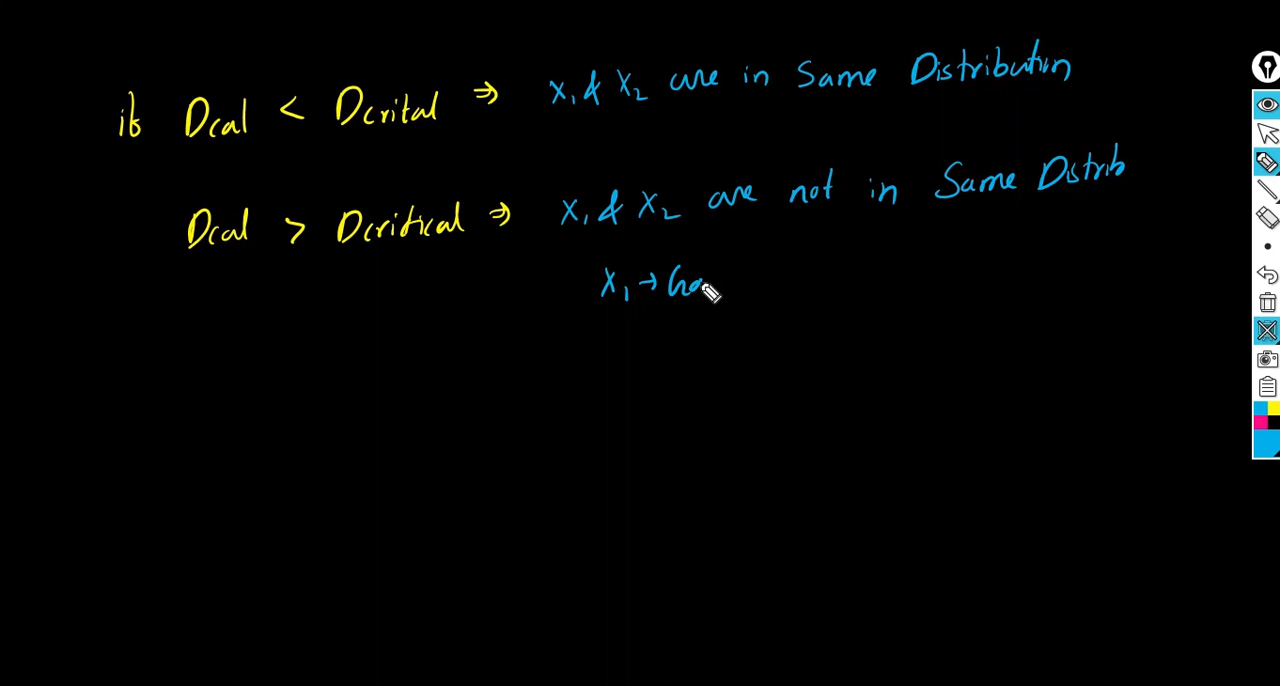 if Dcal < Dcrital ⇒ X₁ & X₂ are in Same Distribution
Dcal > Dcritical ⇒ X₁ & X₂ are not in Same Distrib
X₁ →